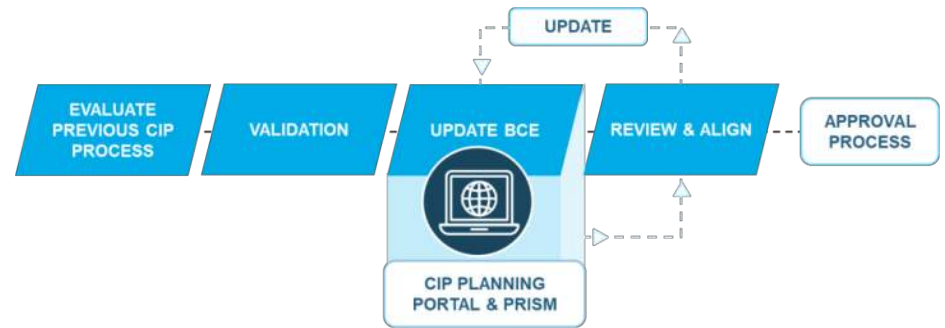 UPDATE
EVALUATE
PREVIOUS CIP
PROCESS
VALIDATION
UPDATE BCE
REVIEW & ALIGN
APPROVAL
PROCESS
CIP PLANNING
PORTAL & PRISM